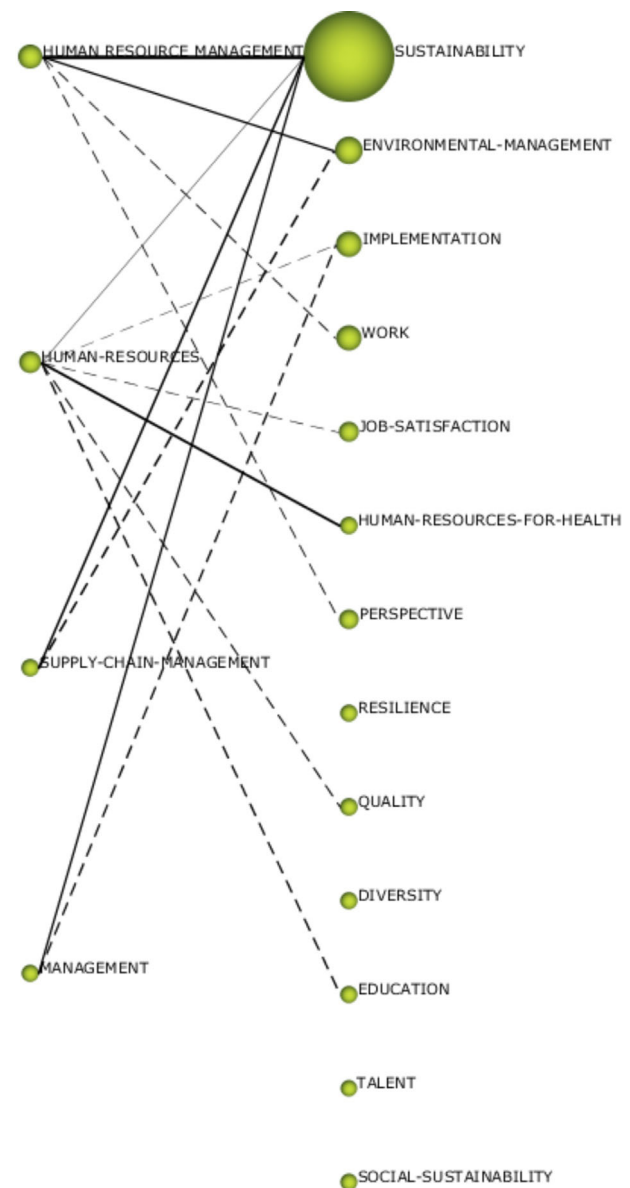 HUMAN RESOURCE MANAGEMENT
SUSTAINABILITY
ENVIRONMENTAL-MANAGEMENT
IMPLEMENTATION
WORK
HUMAN-RESOURCES
JOB-SATISFACTION
HUMAN-RESOURCES-FOR-HEALTH
PERSPECTIVE
SUPPLY-CHAIN-MANAGEMENT
RESILIENCE
QUALITY
DIVERSITY
MANAGEMENT
EDUCATION
TALENT
SOCIAL-SUSTAINABILITY